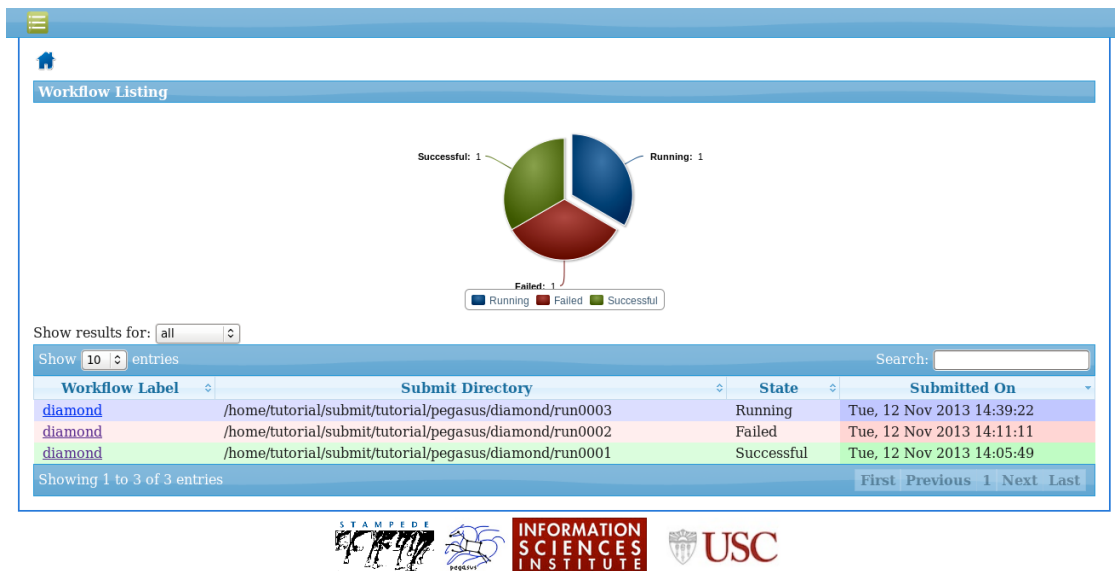 Workflow Listing
Successful: 1
Running: 1
Failed: 1
Running Failed Successful
Show results for: all
Show 10 entries Search:
Workflow Label Submit Directory State Submitted On
diamond /home/tutorial/submit/tutorial/pegasus/diamond/run0003 Running Tue, 12 Nov 2013 14:39:22
diamond /home/tutorial/submit/tutorial/pegasus/diamond/run0002 Failed Tue, 12 Nov 2013 14:11:11
diamond /home/tutorial/submit/tutorial/pegasus/diamond/run0001 Successful Tue, 12 Nov 2013 14:05:49
Showing 1 to 3 of 3 entries First Previous 1 Next Last
STAMPEDE
pegasus
INFORMATION
SCIENCES
INSTITUTE
USC